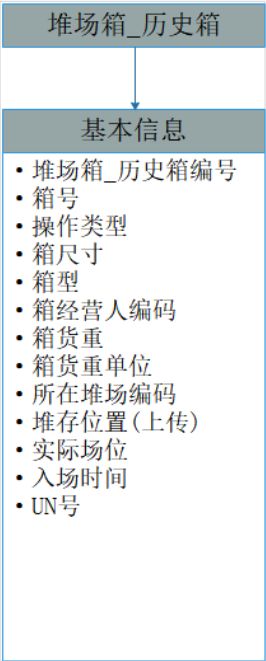 堆场箱_历史箱
基本信息
• 堆场箱_历史箱编号
• 箱号
• 操作类型
• 箱尺寸
• 箱型
• 箱经营人编码
• 箱货重
• 箱货重单位
• 所在堆场编码
• 堆存位置(上传)
• 实际场位
• 入场时间
• UN号